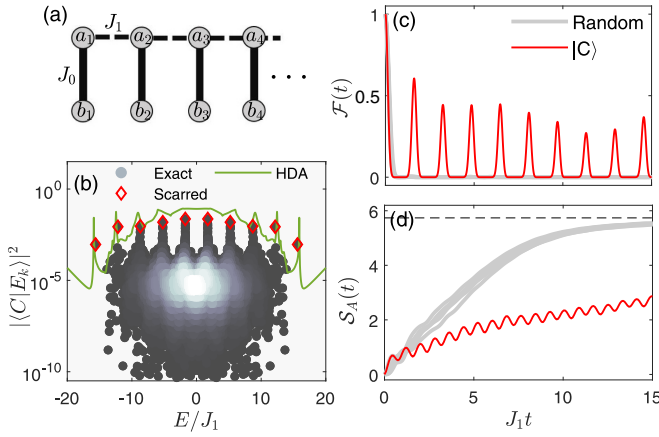 (a)
J₁
a₁ a₂ a₃ a₄
J₀
b₁ b₂ b₃ b₄ ...
(b)
Exact
HDA
Scarred
10⁰
10⁻⁵
10⁻¹⁰
|⟨C|E_k⟩|²
-20 -10 0 10 20
E/J₁
(c)
Random
|C⟩
1
0.5
0
F(t)
(d)
6
4
2
0
S_A(t)
0 5 10 15
J₁t